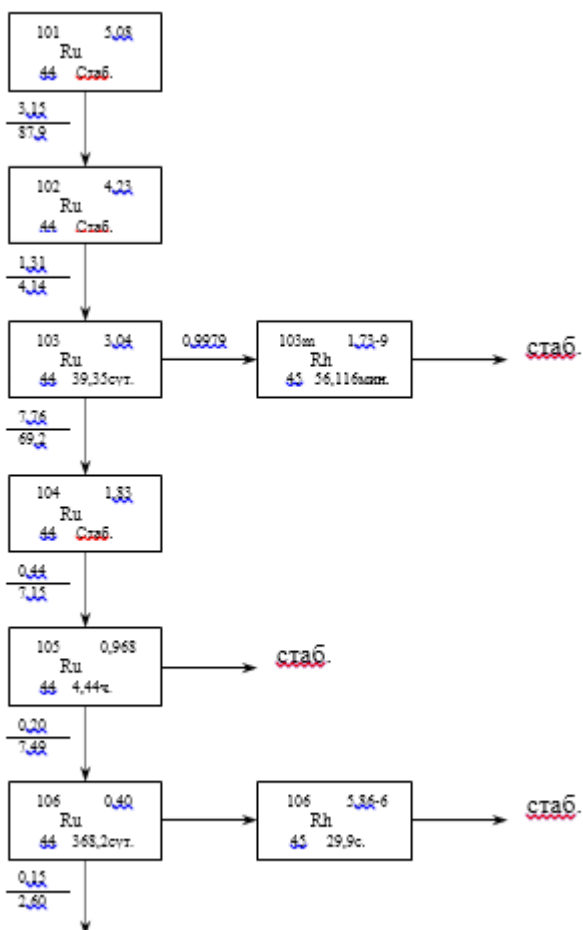 101 5,08
Ru
44 Стаб.
3,15
87,9
102 4,23
Ru
44 Стаб.
1,31
4,14
103 3,04
Ru
44 39,35сут.
0,9979
103m 1,73-9
Rh
45 56,116мин.
стаб.
7,76
69,2
104 1,83
Ru
44 Стаб.
0,44
7,15
105 0,968
Ru
44 4,44ч.
стаб.
0,20
7,49
106 0,40
Ru
44 368,2сут.
106 5,86-6
Rh
45 29,9с.
стаб.
0,15
2,60